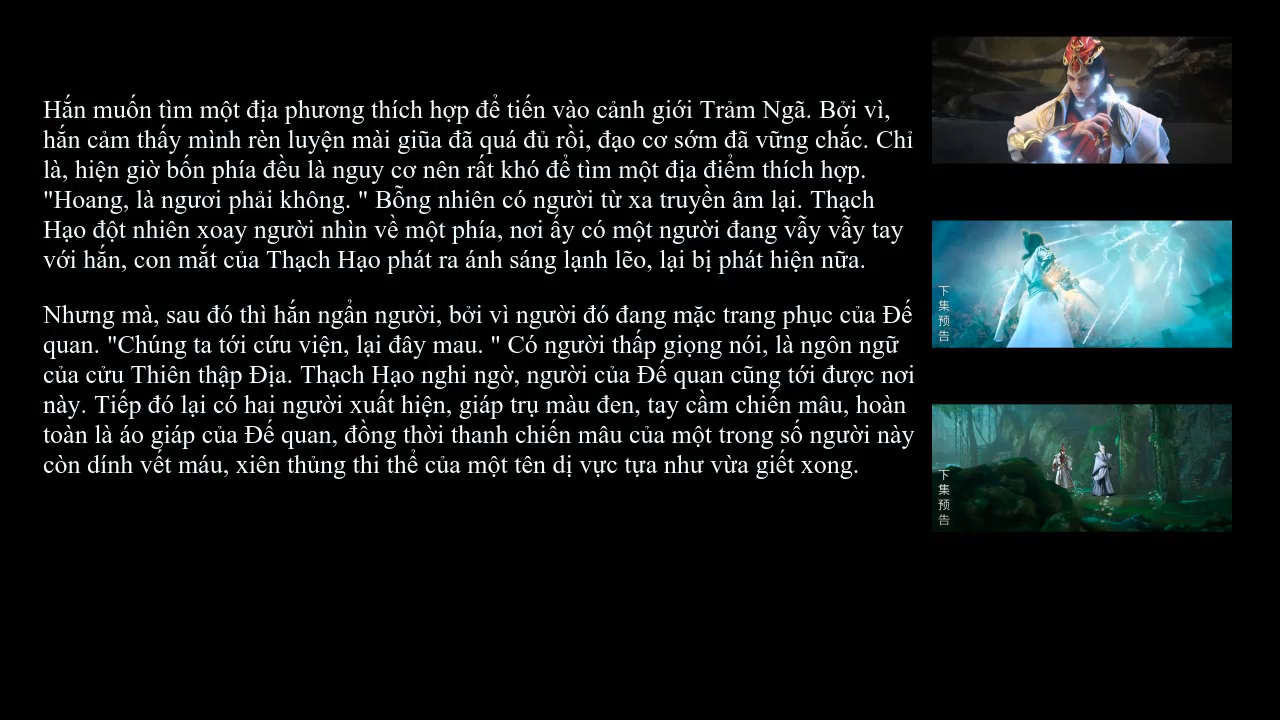 Hắn muốn tìm một địa phương thích hợp để tiến vào cảnh giới Trảm Ngã. Bởi vì,
hắn cảm thấy mình rèn luyện mài giũa đã quá đủ rồi, đạo cơ sớm đã vững chắc. Chỉ
là, hiện giờ bốn phía đều là nguy cơ nên rất khó để tìm một địa điểm thích hợp.
"Hoang, là ngươi phải không. " Bỗng nhiên có người từ xa truyền âm lại. Thạch
Hạo đột nhiên xoay người nhìn về một phía, nơi ấy có một người đang vẫy vẫy tay
với hắn, con mắt của Thạch Hạo phát ra ánh sáng lạnh lẽo, lại bị phát hiện nữa.
Nhưng mà, sau đó thì hắn ngẩn người, bởi vì người đó đang mặc trang phục của Đế
quan. "Chúng ta tới cứu viện, lại đây mau. " Có người thấp giọng nói, là ngôn ngữ
của cửu Thiên thập Địa. Thạch Hạo nghi ngờ, người của Đế quan cũng tới được nơi
này. Tiếp đó lại có hai người xuất hiện, giáp trụ màu đen, tay cầm chiến mâu, hoàn
toàn là áo giáp của Đế quan, đồng thời thanh chiến mâu của một trong số người này
còn dính vết máu, xiên thủng thi thể của một tên dị vực tựa như vừa giết xong.
下集预告
下集预告